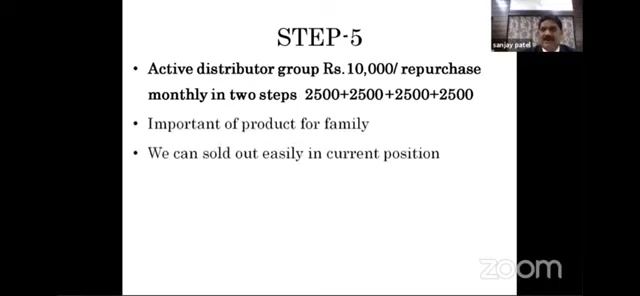 STEP-5
• Active distributor group Rs.10,000/ repurchase
monthly in two steps 2500+2500+2500+2500
• Important of product for family
• We can sold out easily in current position
sanjay patel
zoom